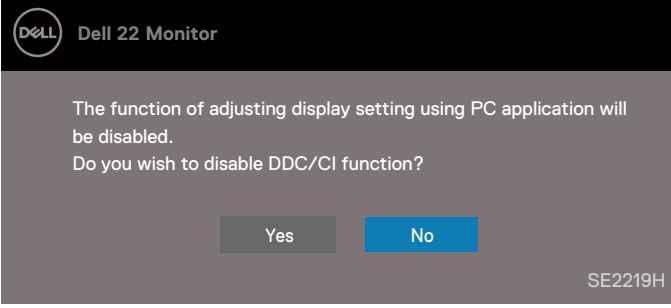 DELL Dell 22 Monitor
The function of adjusting display setting using PC application will
be disabled.
Do you wish to disable DDC/CI function?
Yes No
SE2219H